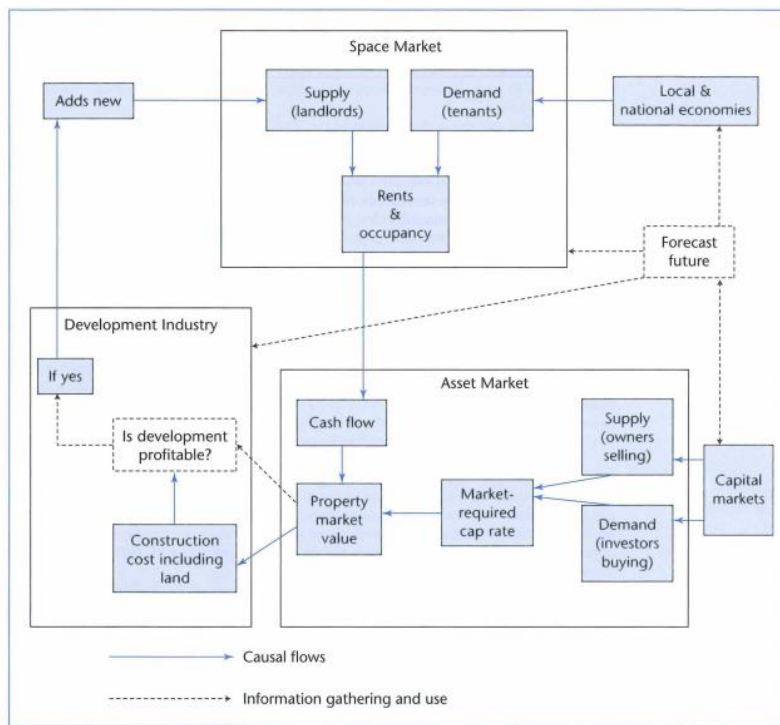 Space Market
Adds new
Supply
(landlords)
Demand
(tenants)
Local &
national economies
Rents
&
occupancy
Forecast
future
Development Industry
If yes
Is development
profitable?
Construction
cost including
land
Asset Market
Cash flow
Property
market
value
Market-
required
cap rate
Supply
(owners
selling)
Demand
(investors
buying)
Capital
markets
Causal flows
Information gathering and use